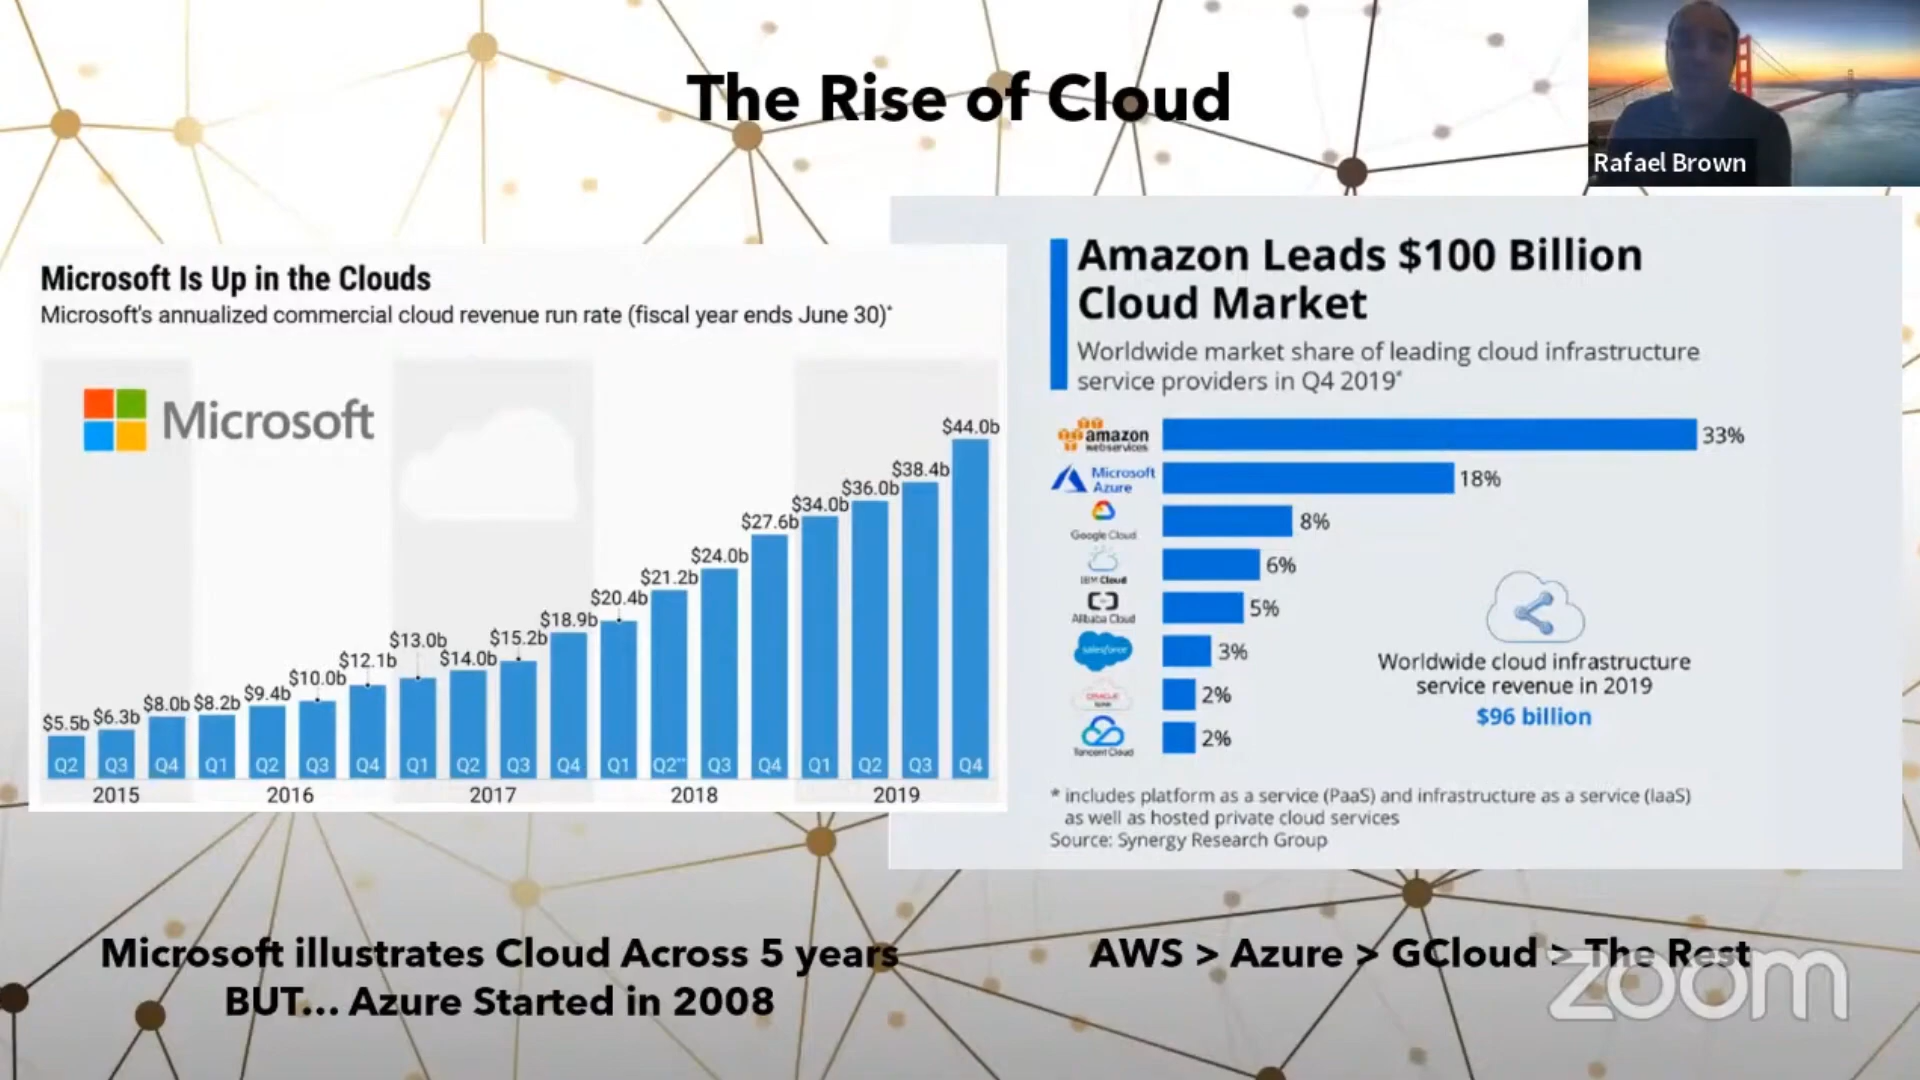 The Rise of Cloud
Rafael Brown
Microsoft Is Up in the Clouds
Microsoft's annualized commercial cloud revenue run rate (fiscal year ends June 30)*
Microsoft
$5.5b
$6.3b
$8.0b
$8.2b
$9.4b
$10.0b
$12.1b
$13.0b
$14.0b
$15.2b
$18.9b
$20.4b
$21.2b
$24.0b
$27.6b
$34.0b
$36.0b
$38.4b
$44.0b
Q2 Q3 Q4 Q1 Q2 Q3 Q4 Q1 Q2 Q3 Q4 Q1 Q2** Q3 Q4 Q1 Q2 Q3 Q4
2015 2016 2017 2018 2019
Amazon Leads $100 Billion
Cloud Market
Worldwide market share of leading cloud infrastructure
service providers in Q4 2019*
amazon
webservices
33%
Microsoft
Azure
18%
Google Cloud
8%
IBM Cloud
6%
Alibaba Cloud
5%
salesforce
3%
ORACLE
2%
Tencent Cloud
2%
Worldwide cloud infrastructure
service revenue in 2019
$96 billion
* includes platform as a service (PaaS) and infrastructure as a service (IaaS)
as well as hosted private cloud services
Source: Synergy Research Group
Microsoft illustrates Cloud Across 5 years
BUT... Azure Started in 2008
AWS > Azure > GCloud > The Rest
zoom